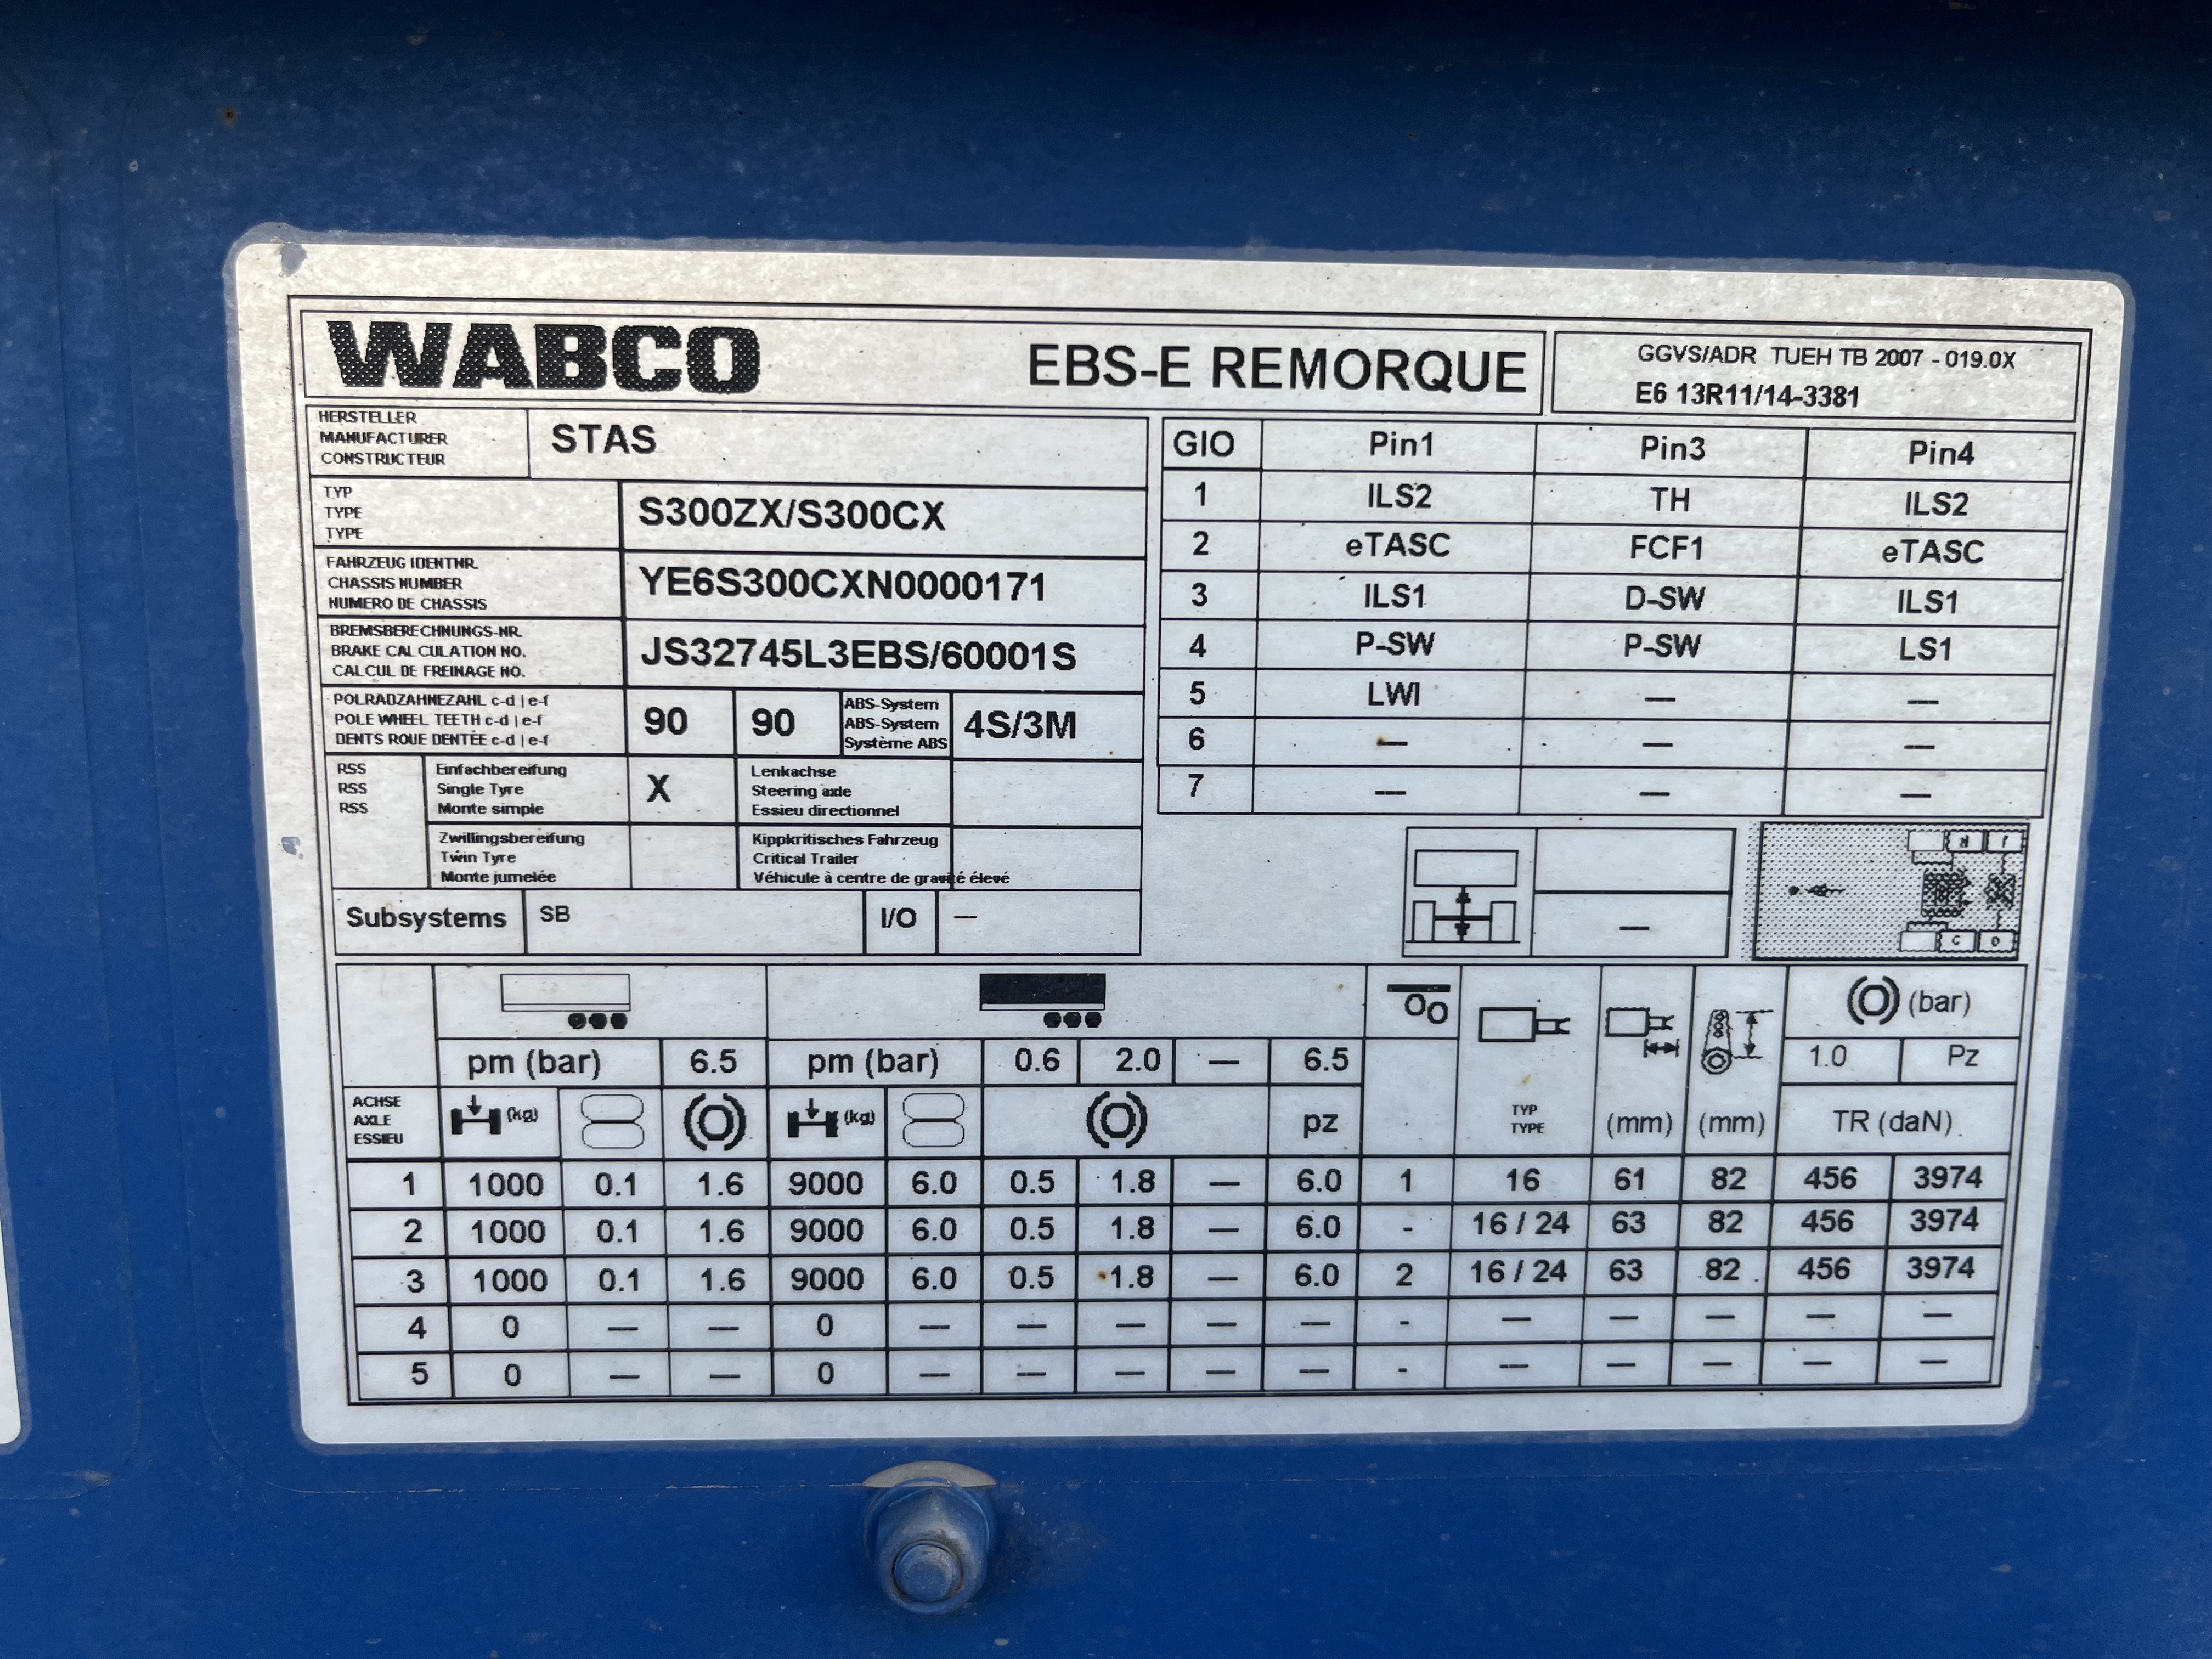 WABCO EBS-E REMORQUE
GGVS/ADR TUEH TB 2007 - 019.0X
E6 13R11/14-3381
HERSTELLER
MANUFACTURER
CONSTRUCTEUR
STAS
TYP
TYPE
TYPE
S300ZX/S300CX
FAHRZEUG IDENTNR.
CHASSIS NUMBER
NUMERO DE CHASSIS
YE6S300CXN0000171
BREMSBERECHNUNGS-NR.
BRAKE CALCULATION NO.
CALCUL DE FREINAGE NO.
JS32745L3EBS/60001S
POLRADZAHNEZAHL c-d | e-f
POLE WHEEL TEETH c-d | e-f
DENTS ROUE DENTÉE c-d | e-f
90 90
ABS-System
ABS-System
Système ABS
4S/3M
RSS
RSS
RSS
Einfachbereifung
Single Tyre
Monte simple
X
Lenkachse
Steering axle
Essieu directionnel
Zwillingsbereifung
Twin Tyre
Monte jumelée
Kippkritisches Fahrzeug
Critical Trailer
Véhicule à centre de gravité élevé
Subsystems SB I/O —
GIO Pin1 Pin3 Pin4
1 ILS2 TH ILS2
2 eTASC FCF1 eTASC
3 ILS1 D-SW ILS1
4 P-SW P-SW LS1
5 LWI — —
6 — — —
7 — — —
—
C D
(bar)
pm (bar) 6.5 pm (bar) 0.6 2.0 — 6.5 1.0 Pz
ACHSE
AXLE
ESSIEU
(kg) (kg) pz
TYP
TYPE
(mm) (mm) TR (daN)
1 1000 0.1 1.6 9000 6.0 0.5 1.8 — 6.0 1 16 61 82 456 3974
2 1000 0.1 1.6 9000 6.0 0.5 1.8 — 6.0 - 16 / 24 63 82 456 3974
3 1000 0.1 1.6 9000 6.0 0.5 1.8 — 6.0 2 16 / 24 63 82 456 3974
4 0 — — 0 — — — — — - — — — — —
5 0 — — 0 — — — — — - — — — — —